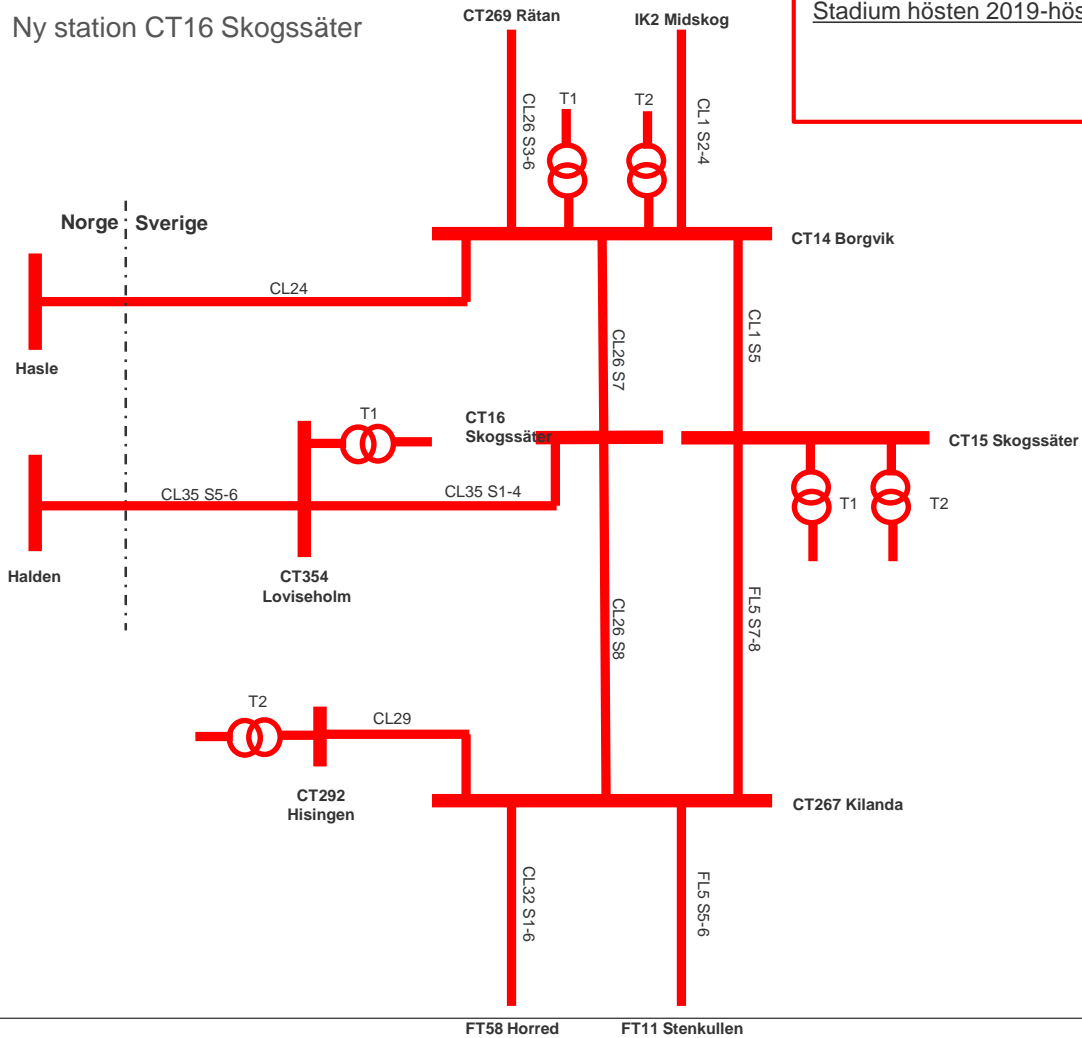 Ny station CT16 Skogssäter
CT269 Rätan
IK2 Midskog
Stadium hösten 2019-hös
CL26 S3-6
T1
T2
CL1 S2-4
Norge
Sverige
CT14 Borgvik
CL24
Hasle
CL26 S7
CL1 S5
T1
CT16
Skogssäter
CT15 Skogssäter
CL35 S5-6
CL35 S1-4
T1
T2
Halden
CT354
Loviseholm
CL26 S8
FL5 S7-8
T2
CL29
CT292
Hisingen
CT267 Kilanda
CL32 S1-6
FL5 S5-6
FT58 Horred
FT11 Stenkullen